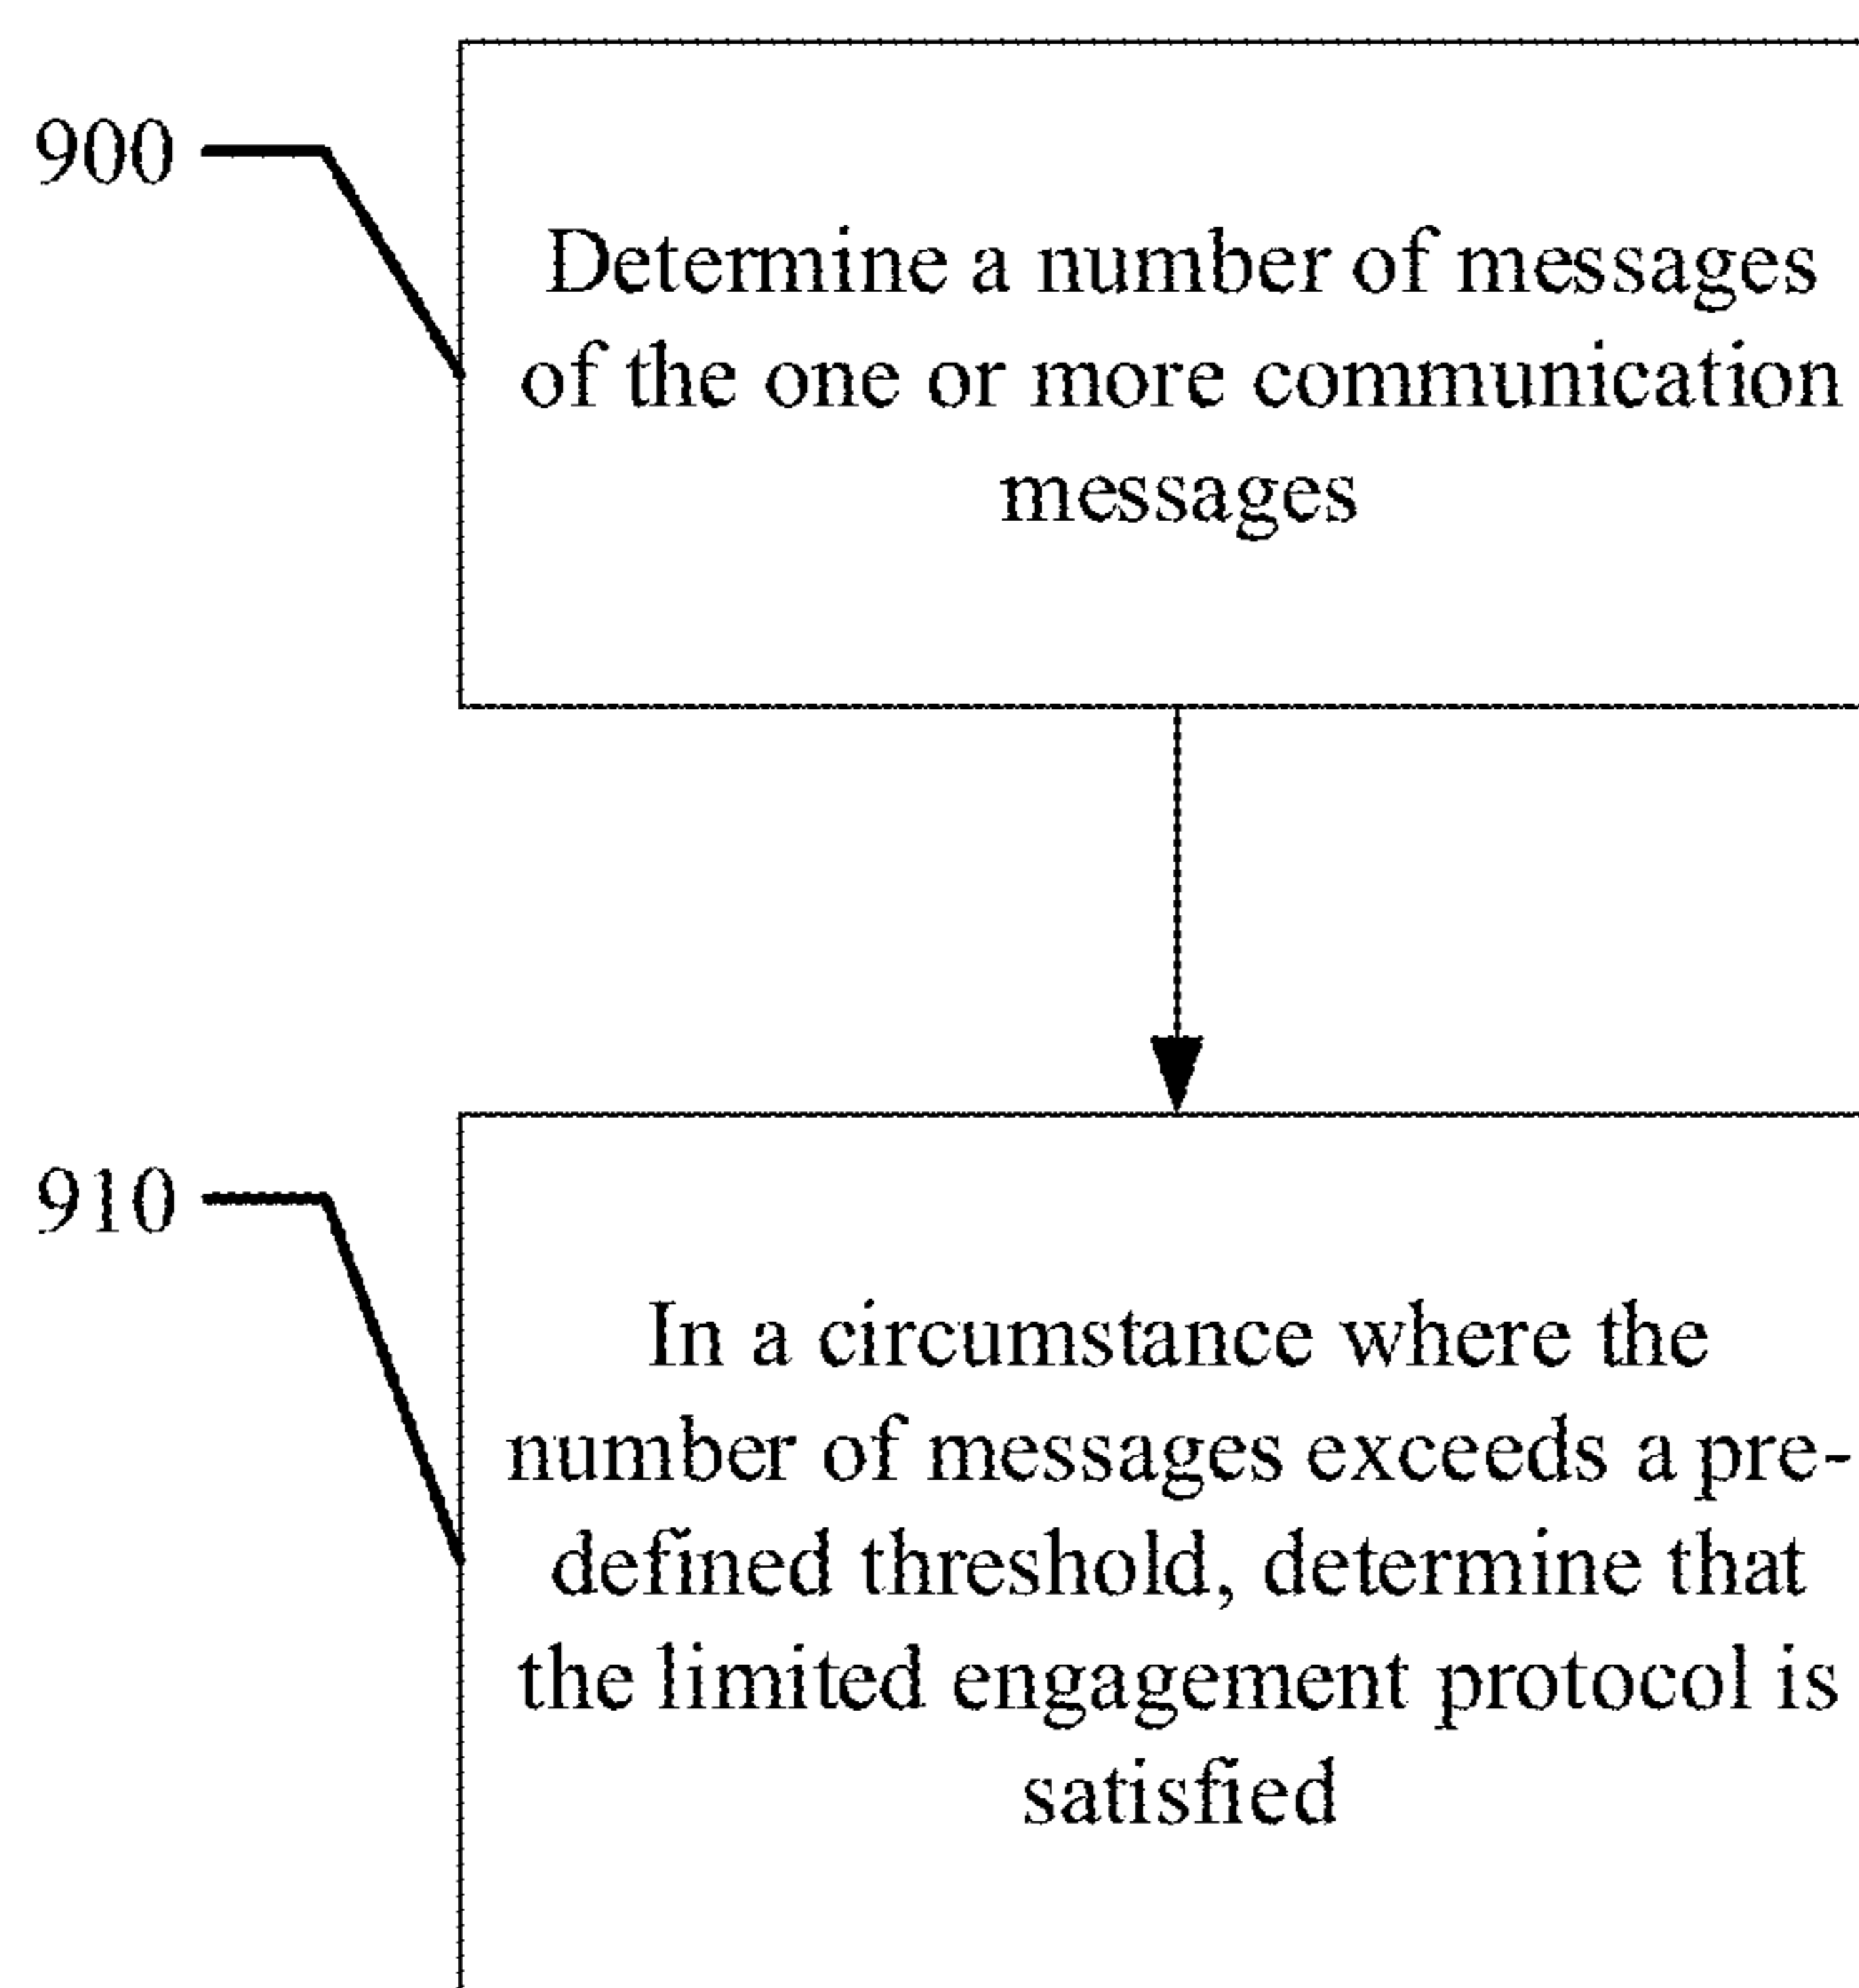 900
Determine a number of messages
of the one or more communication
messages
910
In a circumstance where the
number of messages exceeds a pre-
defined threshold, determine that
the limited engagement protocol is
satisfied